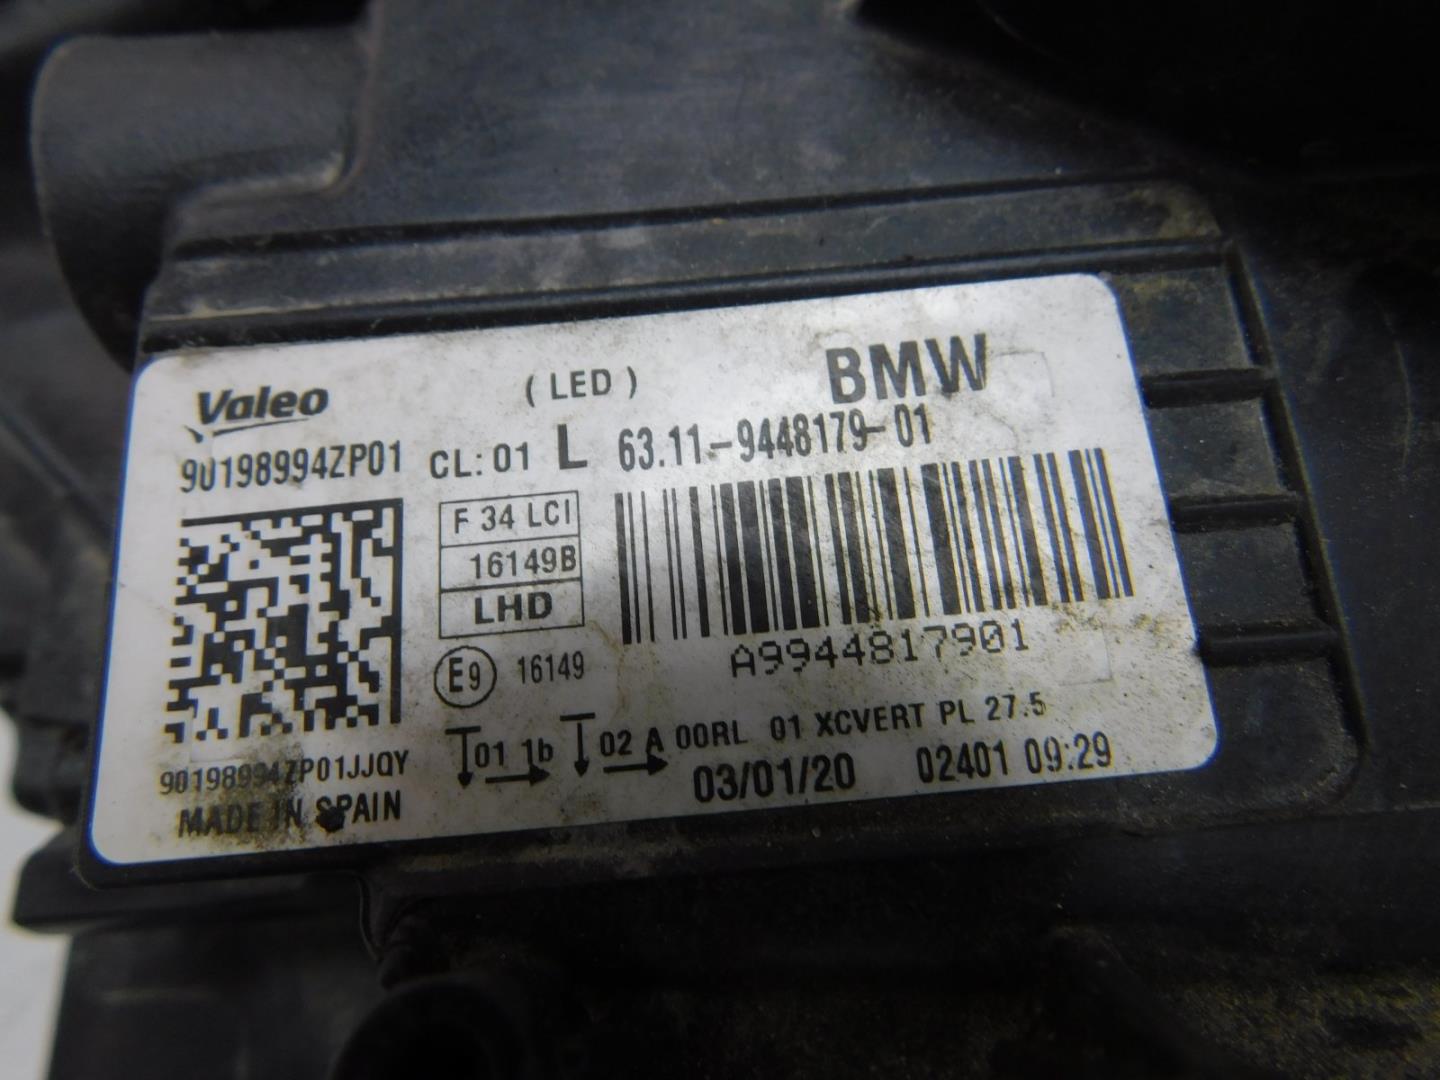 Valeo (LED) BMW
90198994ZP01 CL: 01 L 63.11-9448179-01
F 34 LCI
16149B
LHD
E9 16149
A9944817901
01 1b 02 A 00RL 01 XCVERT PL 27.5
90198994ZP01JJQY
03/01/20 02401 09:29
MADE IN SPAIN